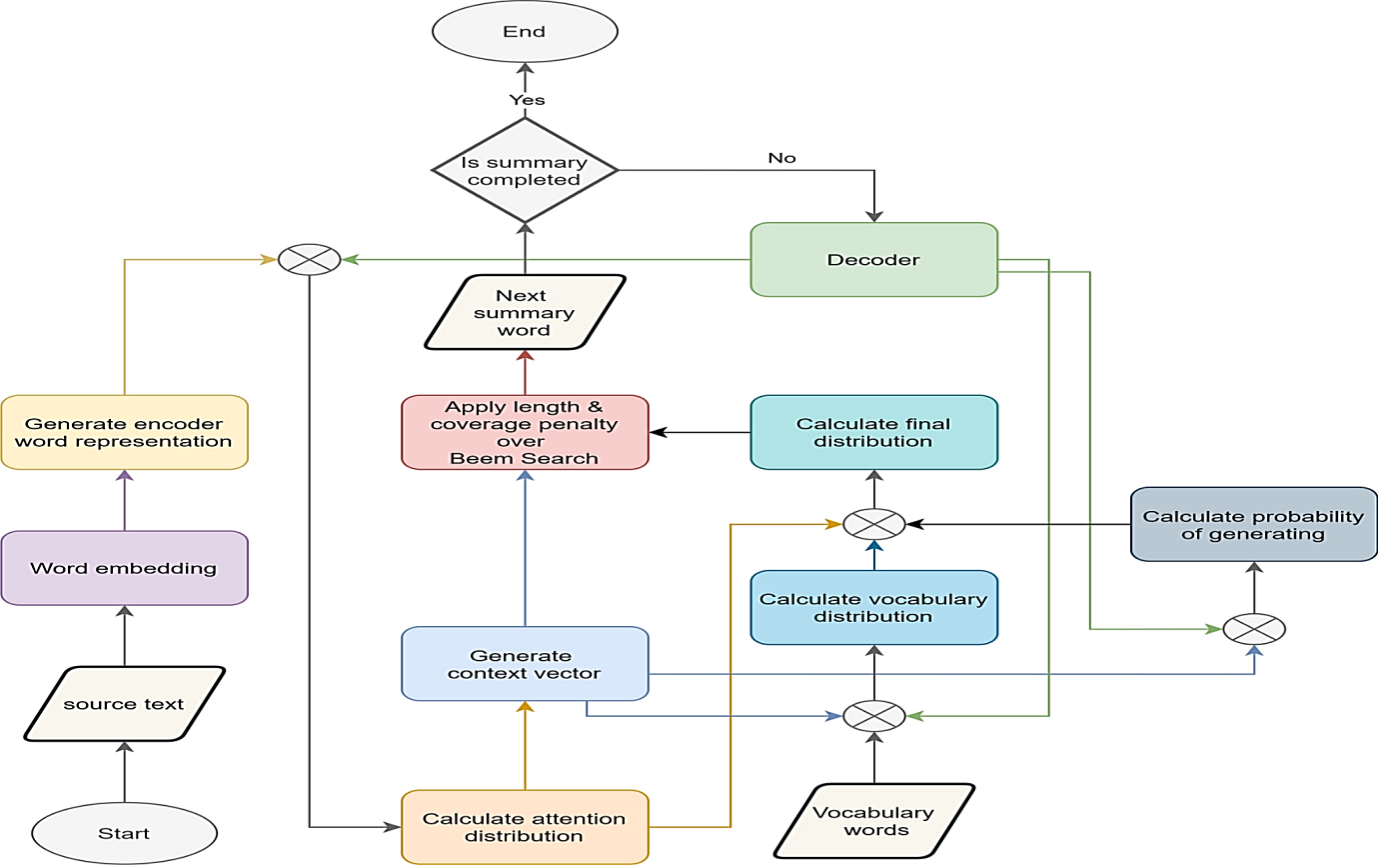 End
Yes
Is summary
completed
No
Decoder
Next
summary
word
Generate encoder
word representation
Apply length &
coverage penalty
over
Beem Search
Calculate final
distribution
Calculate probability
of generating
Word embedding
Calculate vocabulary
distribution
Generate
context vector
source text
Calculate attention
distribution
Vocabulary
words
Start